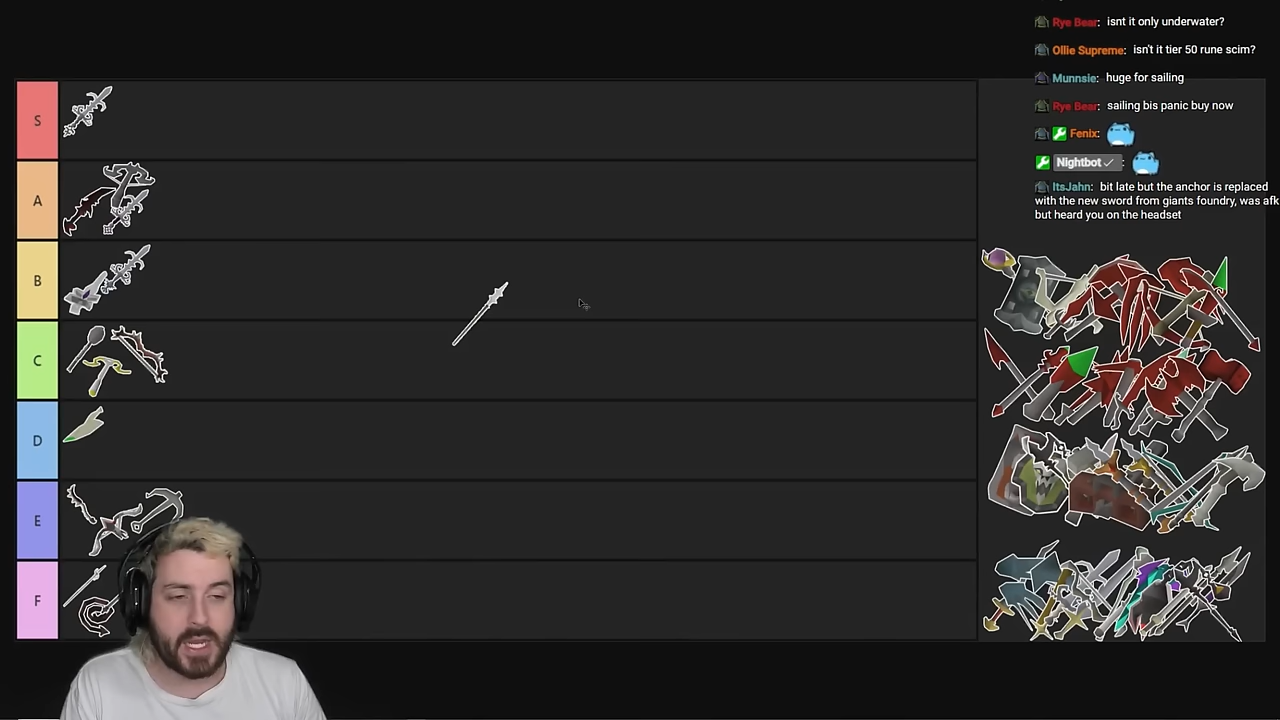 Rye Bear: isnt it only underwater?
Ollie Supreme: isn't it tier 50 rune scim?
Munnsie: huge for sailing
Rye Bear: sailing bis panic buy now
Fenix:
Nightbot :
ItsJahn: bit late but the anchor is replaced
with the new sword from giants foundry, was afk
but heard you on the headset
S
A
B
C
D
E
F